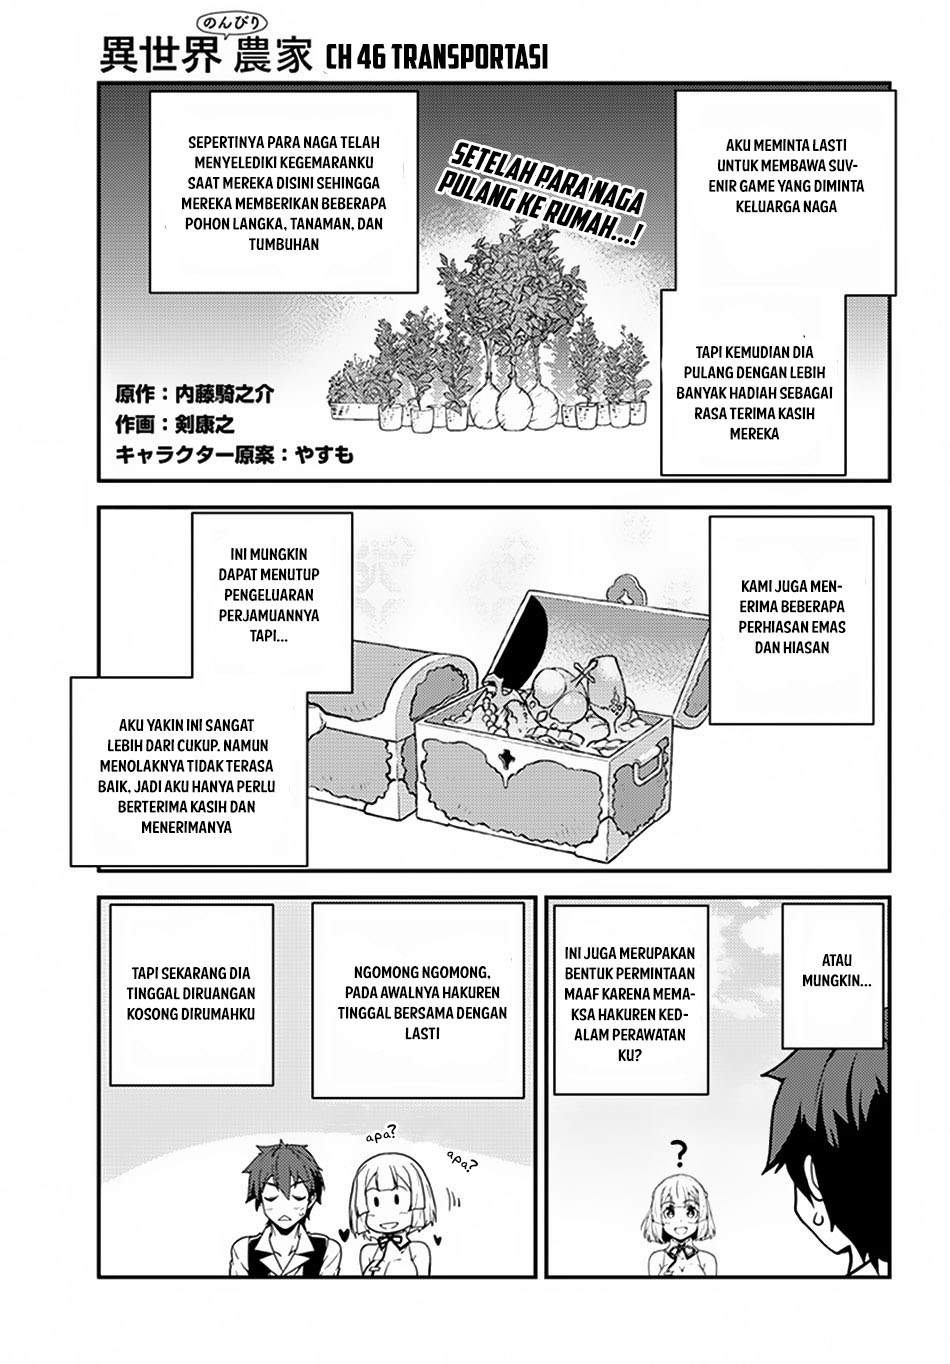 のんびり
異世界 農家 CH 46 TRANSPORTASI
AKU MEMINTA LASTI
UNTUK MEMBAWA SUV-
ENIR GAME YANG DIMINTA
KELUARGA NAGA
TAPI KEMUDIAN DIA
PULANG DENGAN LEBIH
BANYAK HADIAH SEBAGAI
RASA TERIMA KASIH
MEREKA
SETELAH PARA NAGA
PULANG KE RUMAH....!
SEPERTINYA PARA NAGA TELAH
MENYELEDIKI KEGEMARANKU
SAAT MEREKA DISINI SEHINGGA
MEREKA MEMBERIKAN BEBERAPA
POHON LANGKA, TANAMAN, DAN
TUMBUHAN
原作：内藤騎之介
作画：剣康之
キャラクター原案：やすも
KAMI JUGA MEN-
ERIMA BEBERAPA
PERHIASAN EMAS
DAN HIASAN
INI MUNGKIN
DAPAT MENUTUP
PENGELUARAN
PERJAMUANNYA
TAPI...
AKU YAKIN INI SANGAT
LEBIH DARI CUKUP. NAMUN
MENOLAKNYA TIDAK TERASA
BAIK, JADI AKU HANYA PERLU
BERTERIMA KASIH DAN
MENERIMANYA
ATAU
MUNGKIN...
INI JUGA MERUPAKAN
BENTUK PERMINTAAN
MAAF KARENA MEMA-
KSA HAKUREN KED-
ALAM PERAWATAN
KU?
?
NGOMONG NGOMONG,
PADA AWALNYA HAKUREN
TINGGAL BERSAMA DENGAN
LASTI
TAPI SEKARANG DIA
TINGGAL DIRUANGAN
KOSONG DIRUMAHKU
apa?
apa?